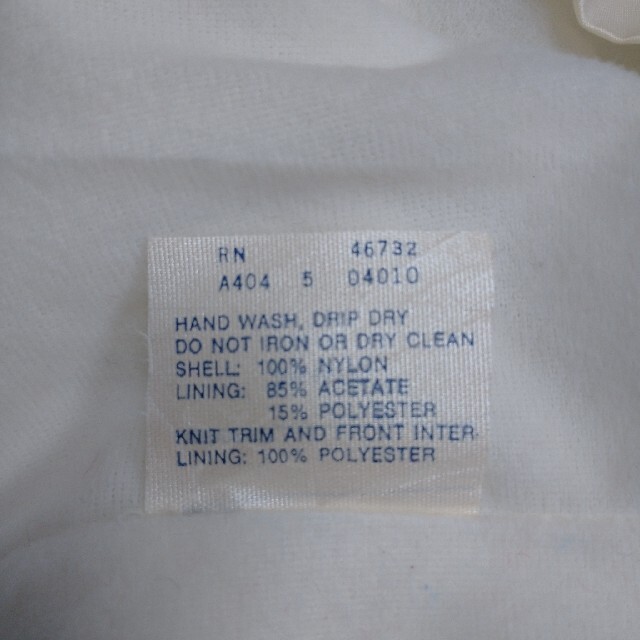 RN 46732
A404 5 D4010
HAND WASH, DRIP DRY
DO NOT IRON OR DRY CLEAN
SHELL: 100% NYLON
LINING: 85% ACETATE
15% POLYESTER
KNIT TRIM AND FRONT INTER
LINING: 100% POLYESTER